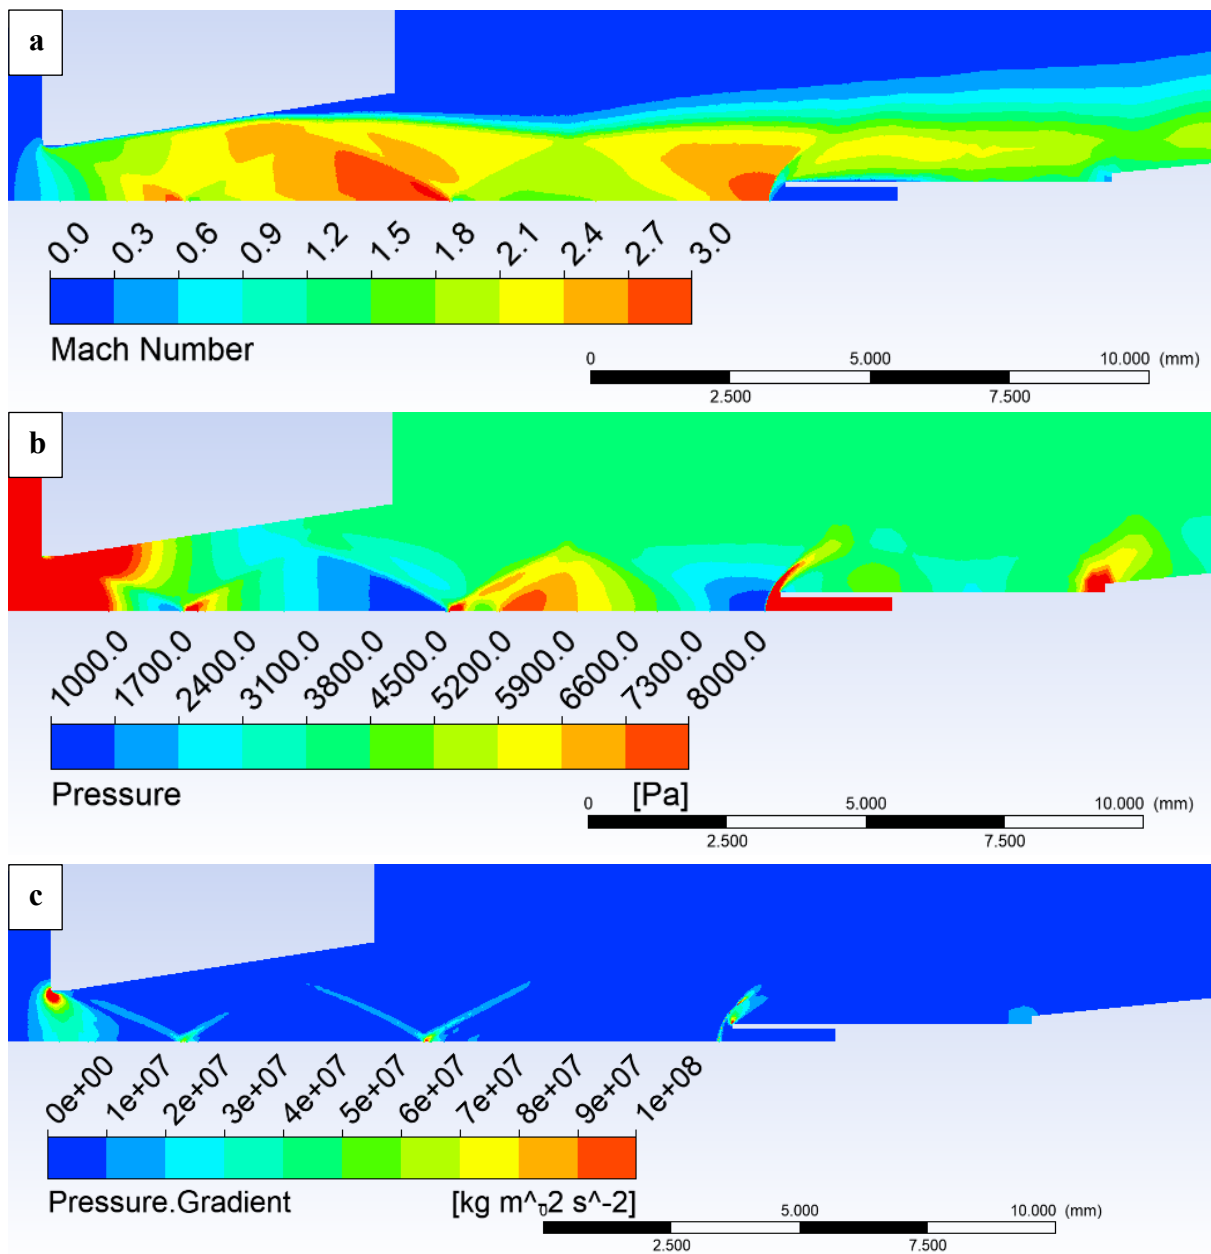 a
0.0 0.3 0.6 0.9 1.2 1.5 1.8 2.1 2.4 2.7 3.0
Mach Number
0 5.000 10.000 (mm)
2.500 7.500
b
1000.0 1700.0 2400.0 3100.0 3800.0 4500.0 5200.0 5900.0 6600.0 7300.0 8000.0
Pressure [Pa]
0 5.000 10.000 (mm)
2.500 7.500
c
0e+00 1e+07 2e+07 3e+07 4e+07 5e+07 6e+07 7e+07 8e+07 9e+07 1e+08
Pressure.Gradient [kg m^-2 s^-2]
5.000 10.000 (mm)
2.500 7.500